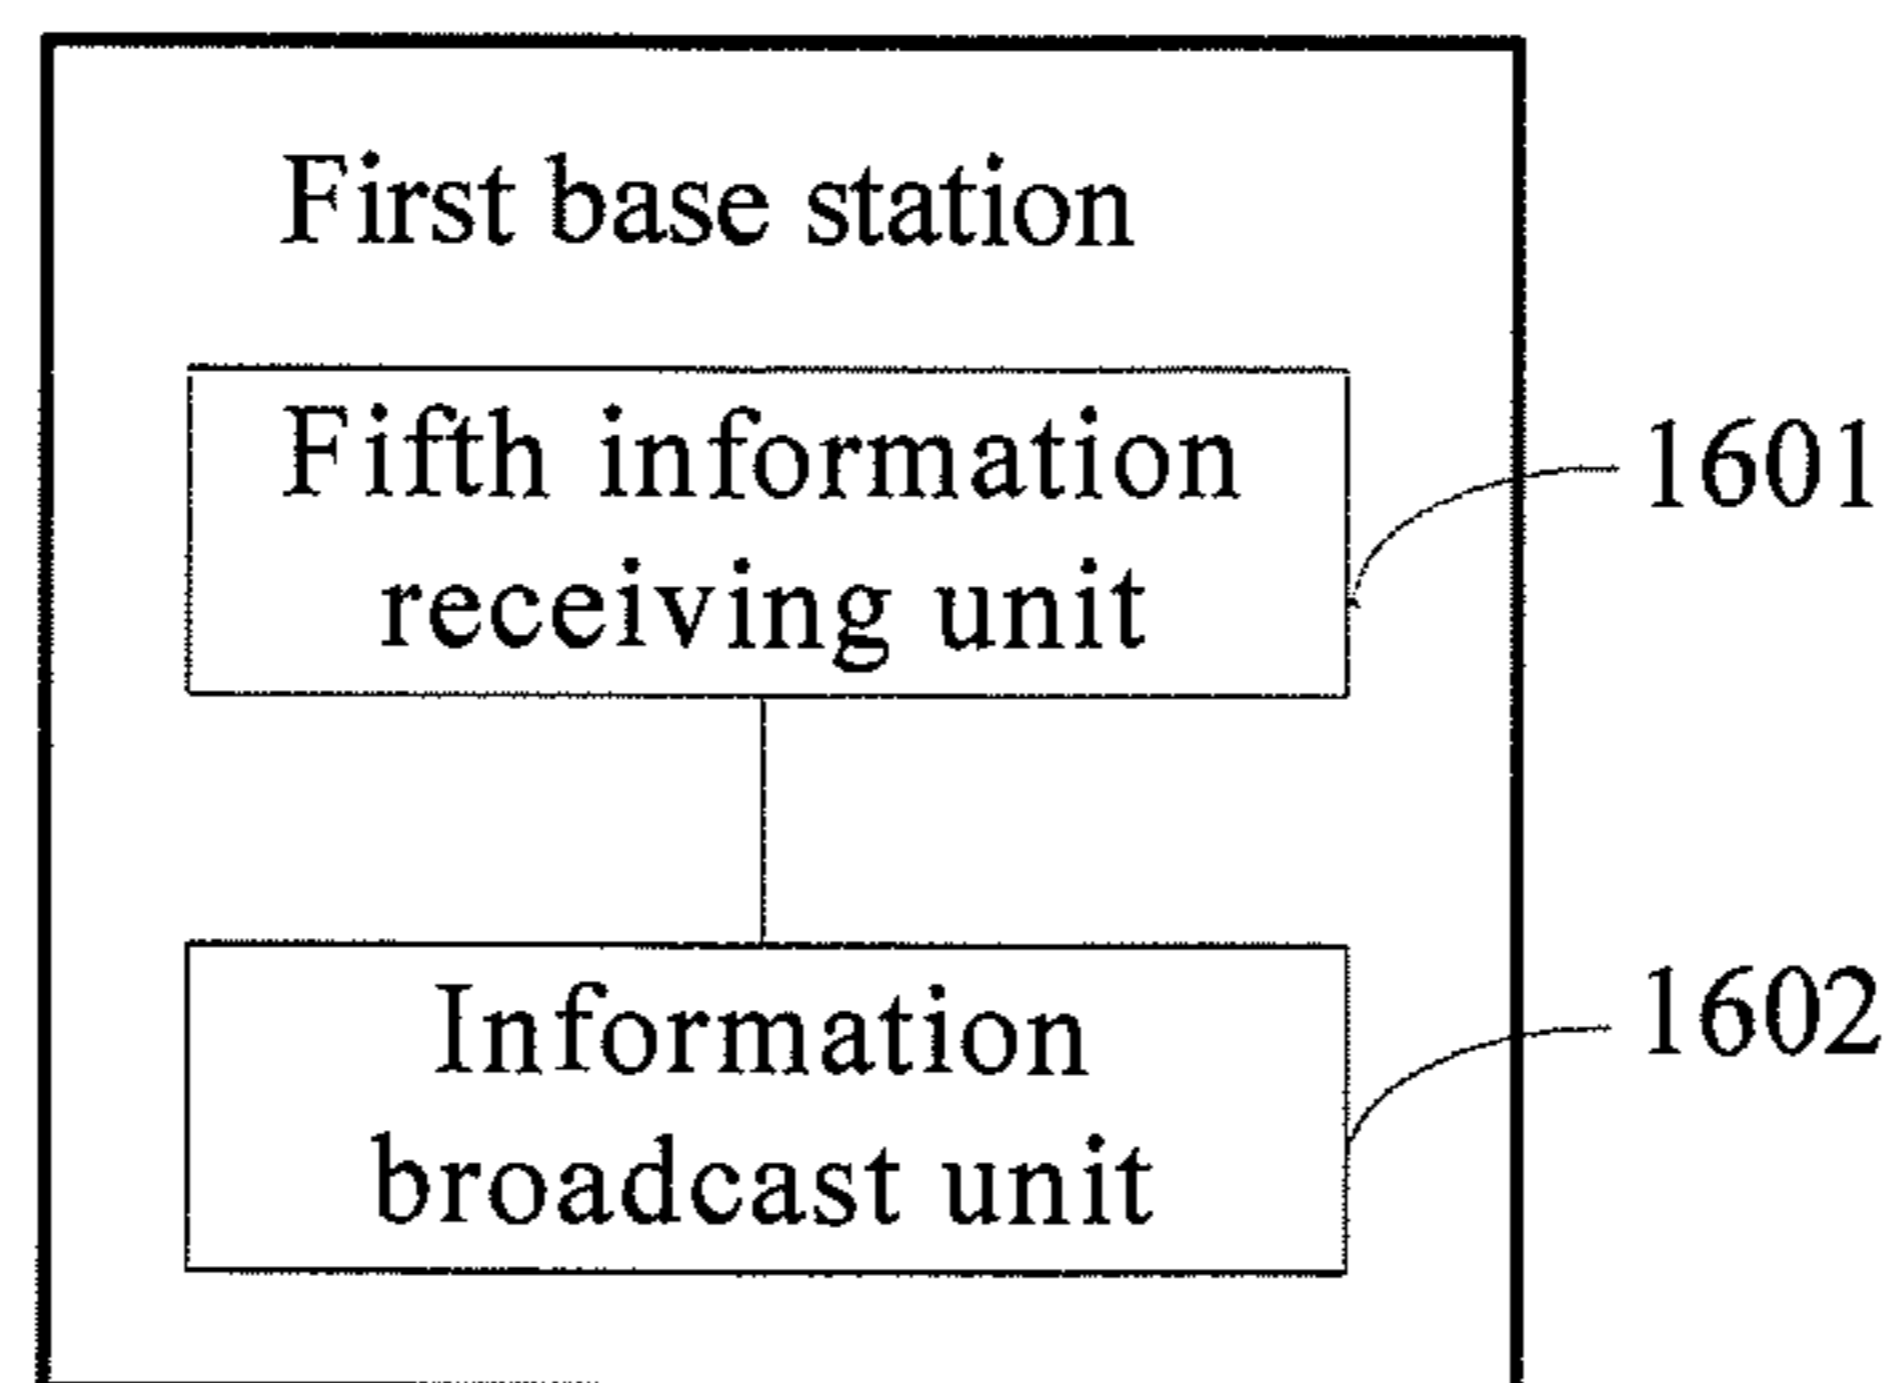 First base station
Fifth information
receiving unit
1601
Information
broadcast unit
1602